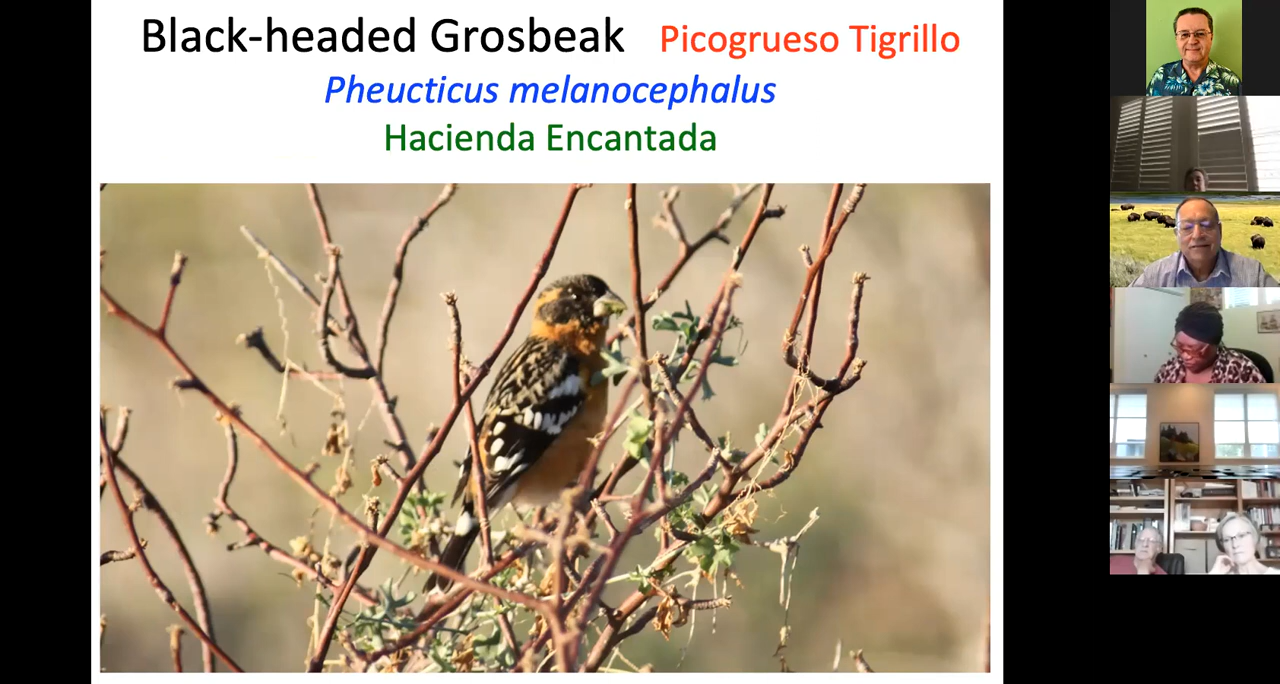 Black-headed Grosbeak Picogrueso Tigrillo
Pheucticus melanocephalus
Hacienda Encantada